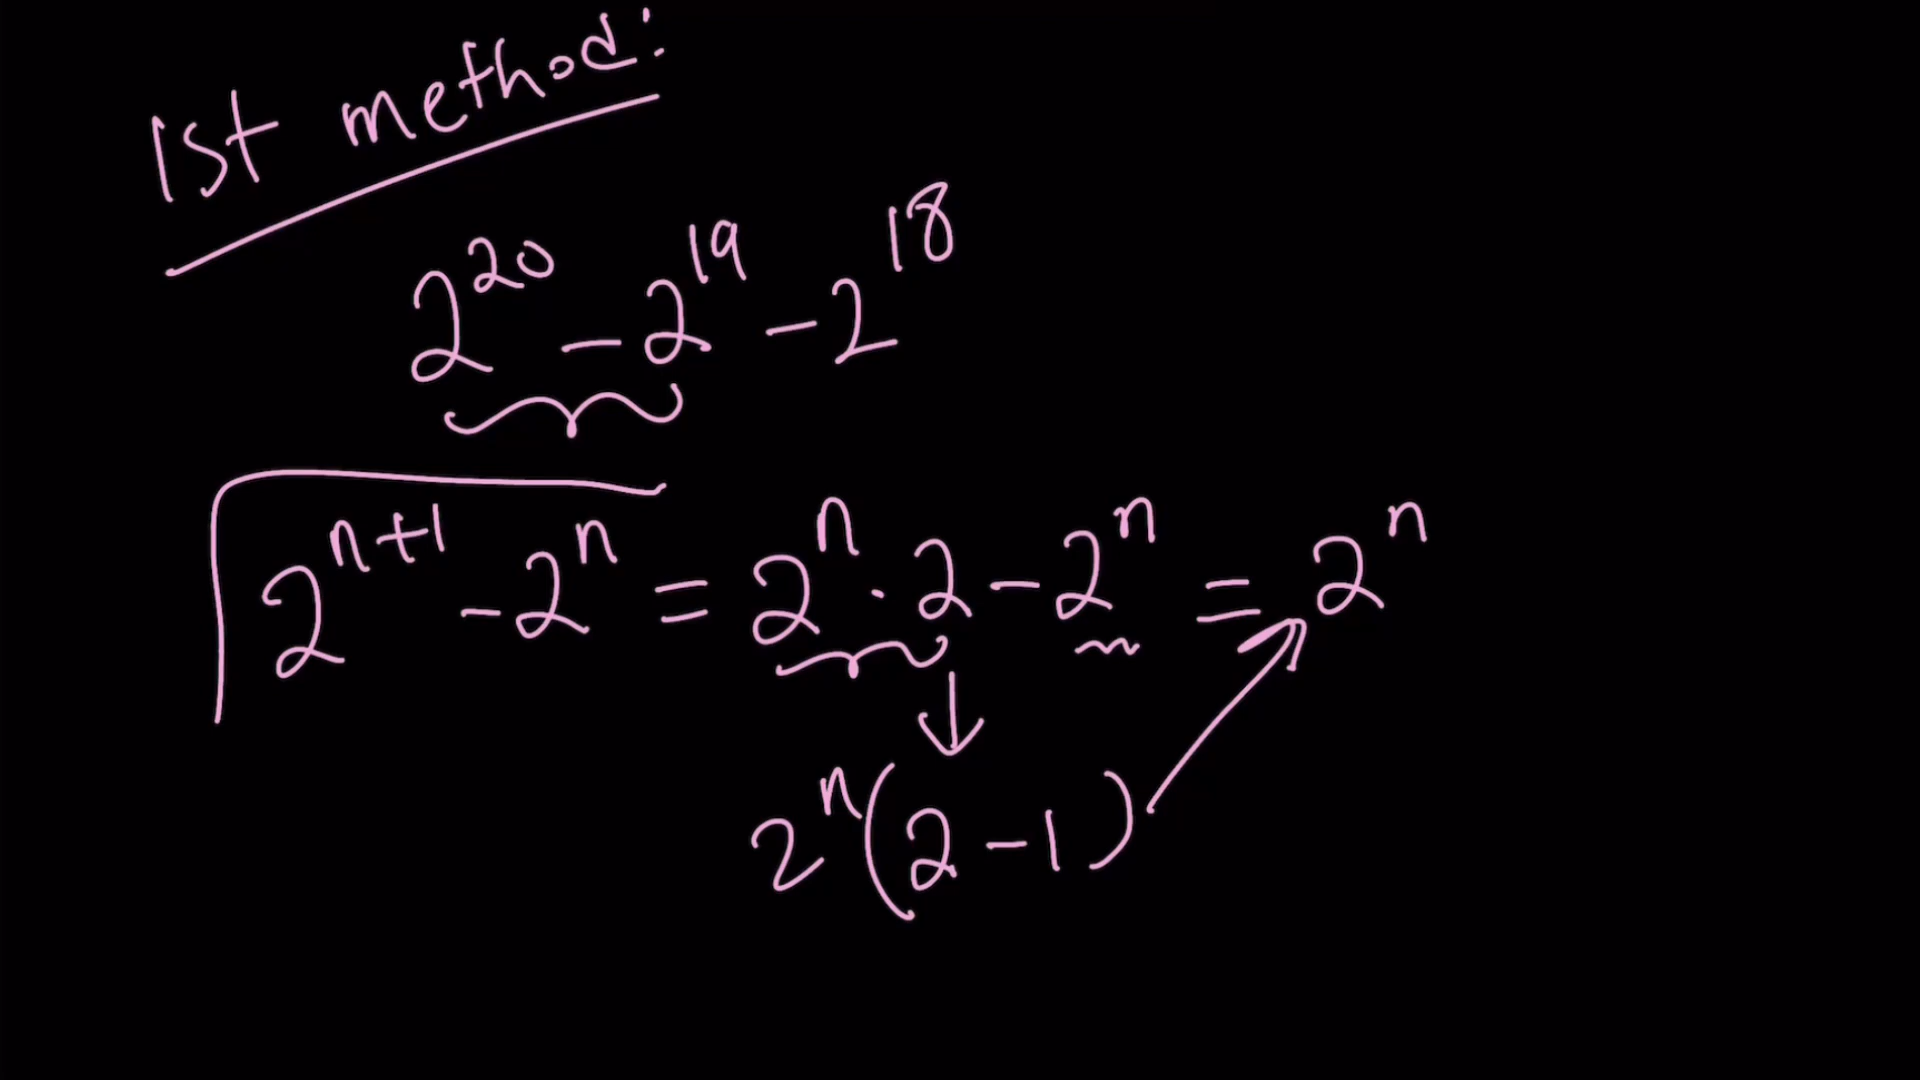 1st method:
2^20 - 2^19 - 2^18
2^(n+1) - 2^n = 2^n · 2 - 2^n = 2^n
2^n (2 - 1)